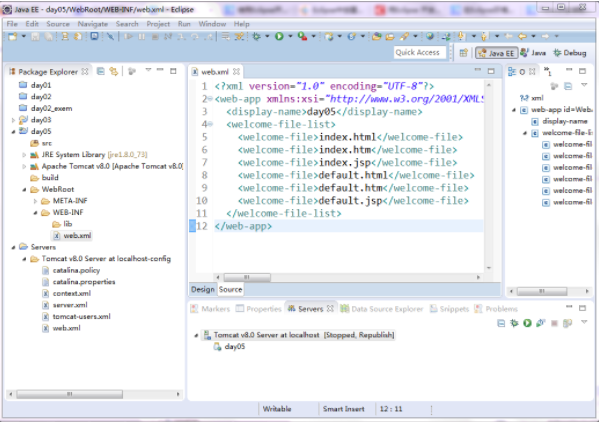 Java EE - day05/WebRoot/WEB-INF/web.xml - Eclipse
File Edit Source Navigate Search Project Run Window Help
Quick Access
Java EE Java Debug
Package Explorer
day01
day02
day02_exem
day03
day05
src
JRE System Library [jre1.8.0_73]
Apache Tomcat v8.0 [Apache Tomcat v8.0]
build
WebRoot
META-INF
WEB-INF
lib
web.xml
Servers
Tomcat v8.0 Server at localhost-config
catalina.policy
catalina.properties
context.xml
server.xml
tomcat-users.xml
web.xml
web.xml
1 <?xml version="1.0" encoding="UTF-8"?>
2 <web-app xmlns:xsi="http://www.w3.org/2001/XMLS
3 <display-name>day05</display-name>
4 <welcome-file-list>
5 <welcome-file>index.html</welcome-file>
6 <welcome-file>index.htm</welcome-file>
7 <welcome-file>index.jsp</welcome-file>
8 <welcome-file>default.html</welcome-file>
9 <welcome-file>default.htm</welcome-file>
10 <welcome-file>default.jsp</welcome-file>
11 </welcome-file-list>
12 </web-app>
Design Source
O
xml
web-app id=Web
display-name
welcome-file-li
welcome-fil
welcome-fil
welcome-fil
welcome-fil
welcome-fil
welcome-fil
Markers Properties Servers Data Source Explorer Snippets Problems
Tomcat v8.0 Server at localhost [Stopped, Republish]
day05
Writable Smart Insert 12 : 11